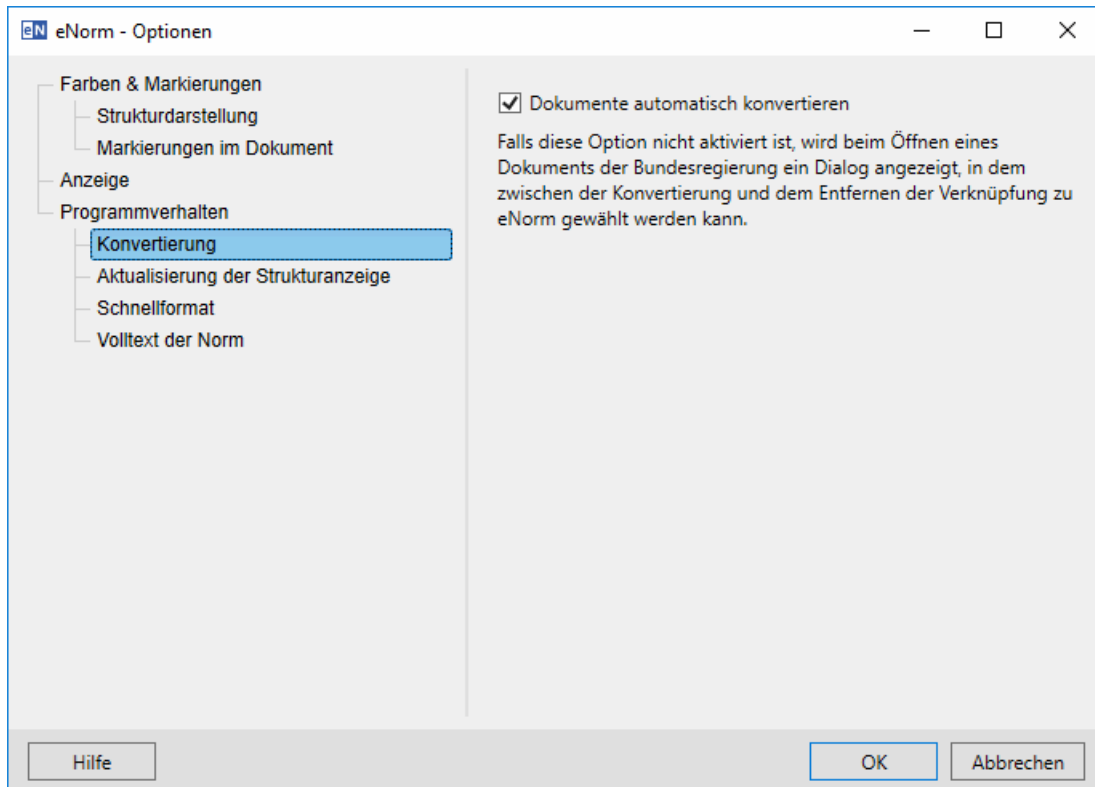 eN eNorm - Optionen
Farben & Markierungen
Strukturdarstellung
Markierungen im Dokument
Anzeige
Programmverhalten
Konvertierung
Aktualisierung der Strukturanzeige
Schnellformat
Volltext der Norm
Dokumente automatisch konvertieren
Falls diese Option nicht aktiviert ist, wird beim Öffnen eines
Dokuments der Bundesregierung ein Dialog angezeigt, in dem
zwischen der Konvertierung und dem Entfernen der Verknüpfung zu
eNorm gewählt werden kann.
Hilfe
OK
Abbrechen